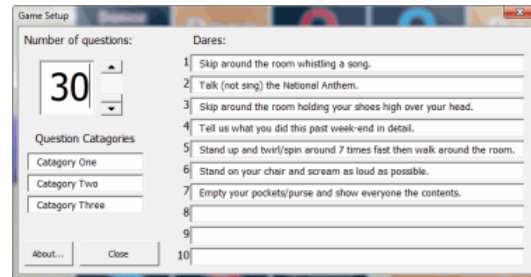 Game Setup
Number of questions:
30
Question Catagories
Catagory One
Catagory Two
Catagory Three
About...
Close
Dares:
1 Skip around the room whistling a song.
2 Talk (not sing) the National Anthem.
3 Skip around the room holding your shoes high over your head.
4 Tell us what you did this past week-end in detail.
5 Stand up and twirl/spin around 7 times fast then walk around the room.
6 Stand on your chair and scream as loud as possible.
7 Empty your pockets/purse and show everyone the contents.
8
9
10